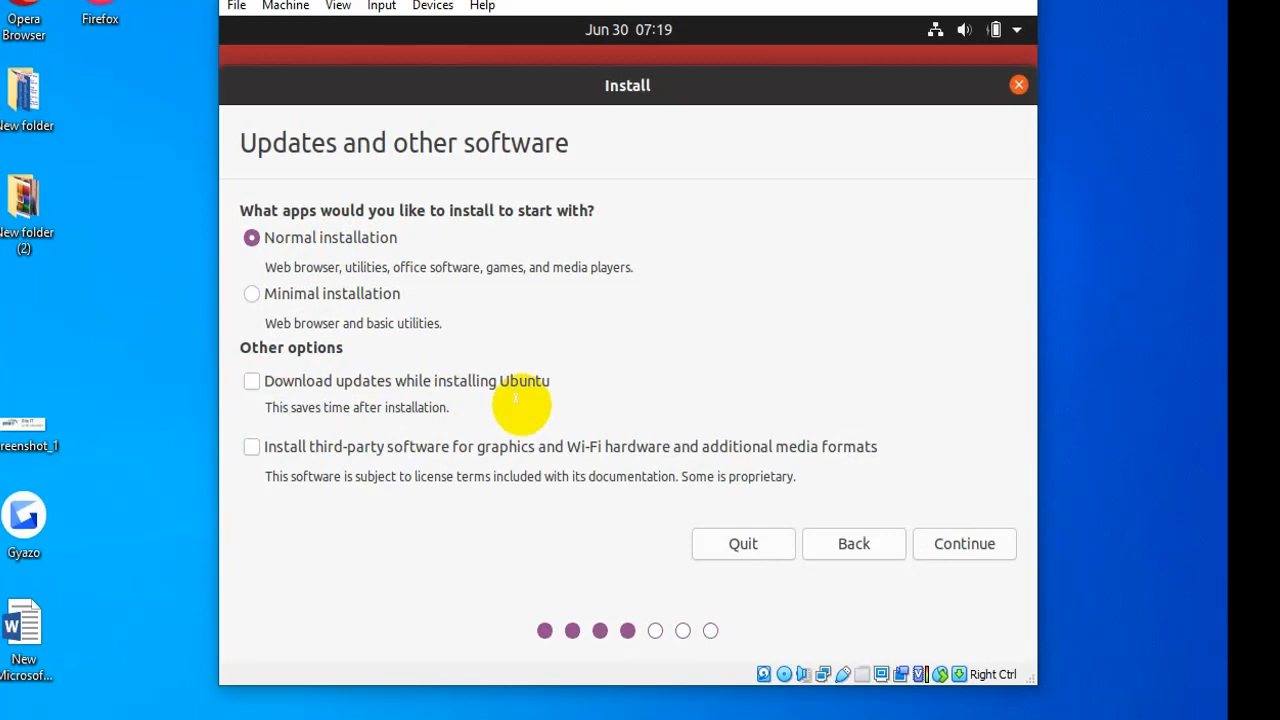 File Machine View Input Devices Help
Opera
Browser
Firefox
Jun 30 07:19
Install
Updates and other software
What apps would you like to install to start with?
Normal installation
Web browser, utilities, office software, games, and media players.
Minimal installation
Web browser and basic utilities.
Other options
Download updates while installing Ubuntu
This saves time after installation.
Install third-party software for graphics and Wi-Fi hardware and additional media formats
This software is subject to license terms included with its documentation. Some is proprietary.
Quit Back Continue
Right Ctrl
New folder
New folder
(2)
reenshot_1
Gyazo
New
Microsof...